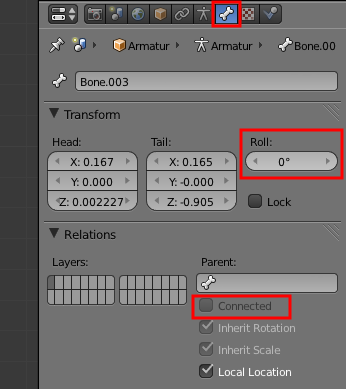 Armatur Armatur Bone.00
Bone.003
Transform
Head: Tail: Roll:
X: 0.167 X: 0.165 0°
Y: 0.000 Y: -0.000
Z: 0.002227 Z: -0.905 Lock
Relations
Layers: Parent:
Connected
Inherit Rotation
Inherit Scale
Local Location